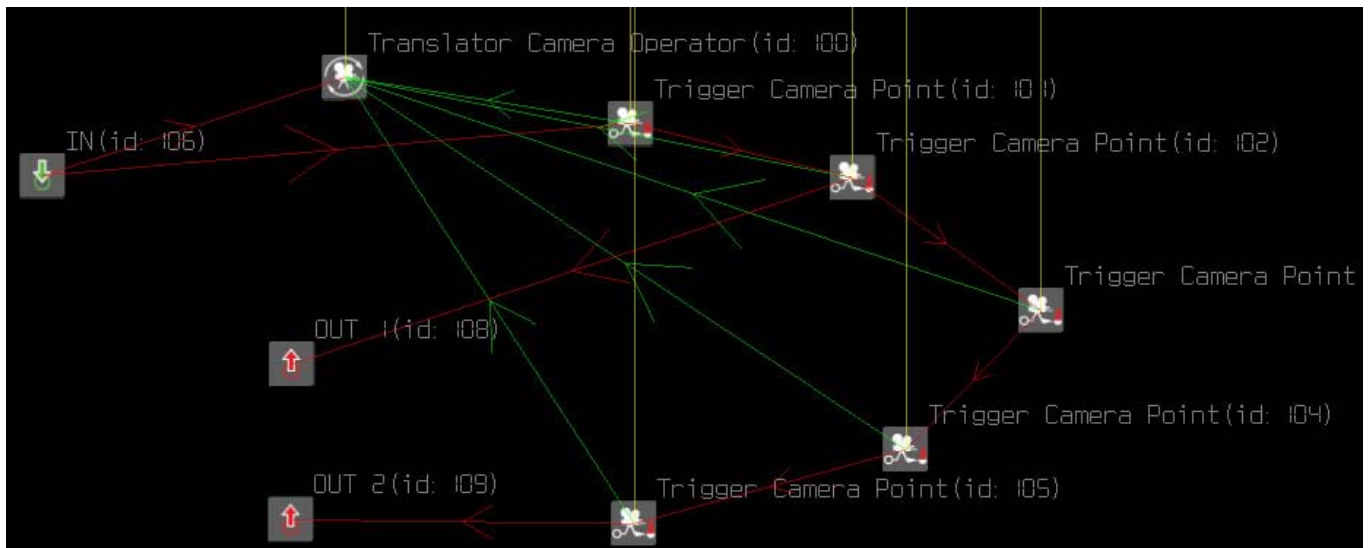 Translator Camera Operator(id: 100)
Trigger Camera Point(id: 101)
IN(id: 106)
Trigger Camera Point(id: 102)
Trigger Camera Point
OUT 1(id: 108)
Trigger Camera Point(id: 104)
OUT 2(id: 109)
Trigger Camera Point(id: 105)